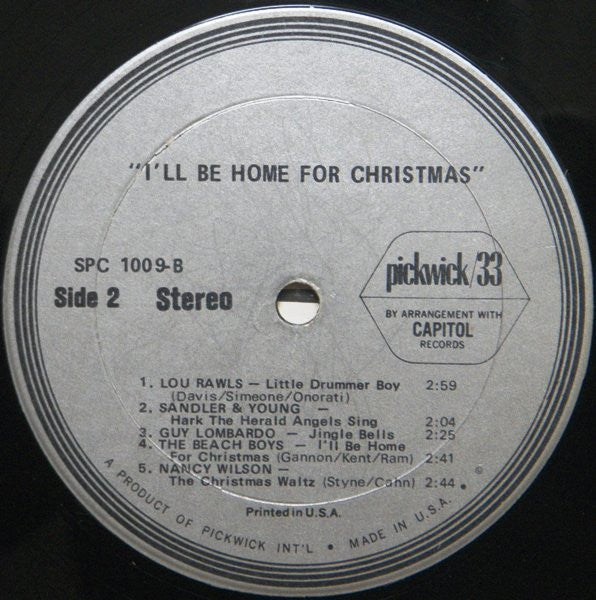 "I'LL BE HOME FOR CHRISTMAS"
SPC 1009-B
Side 2 Stereo
pickwick/33
BY ARRANGEMENT WITH
CAPITOL
RECORDS
1. LOU RAWLS – Little Drummer Boy 2:59
(Davis/Simeone/Onorati)
2. SANDLER & YOUNG –
Hark The Herald Angels Sing 2:04
3. GUY LOMBARDO – Jingle Bells 2:25
4. THE BEACH BOYS – I'll Be Home
For Christmas (Gannon/Kent/Ram) 2:41
5. NANCY WILSON –
The Christmas Waltz (Styne/Cahn) 2:44
Printed in U.S.A.
A PRODUCT OF PICKWICK INT'L • MADE IN U.S.A. • ℗